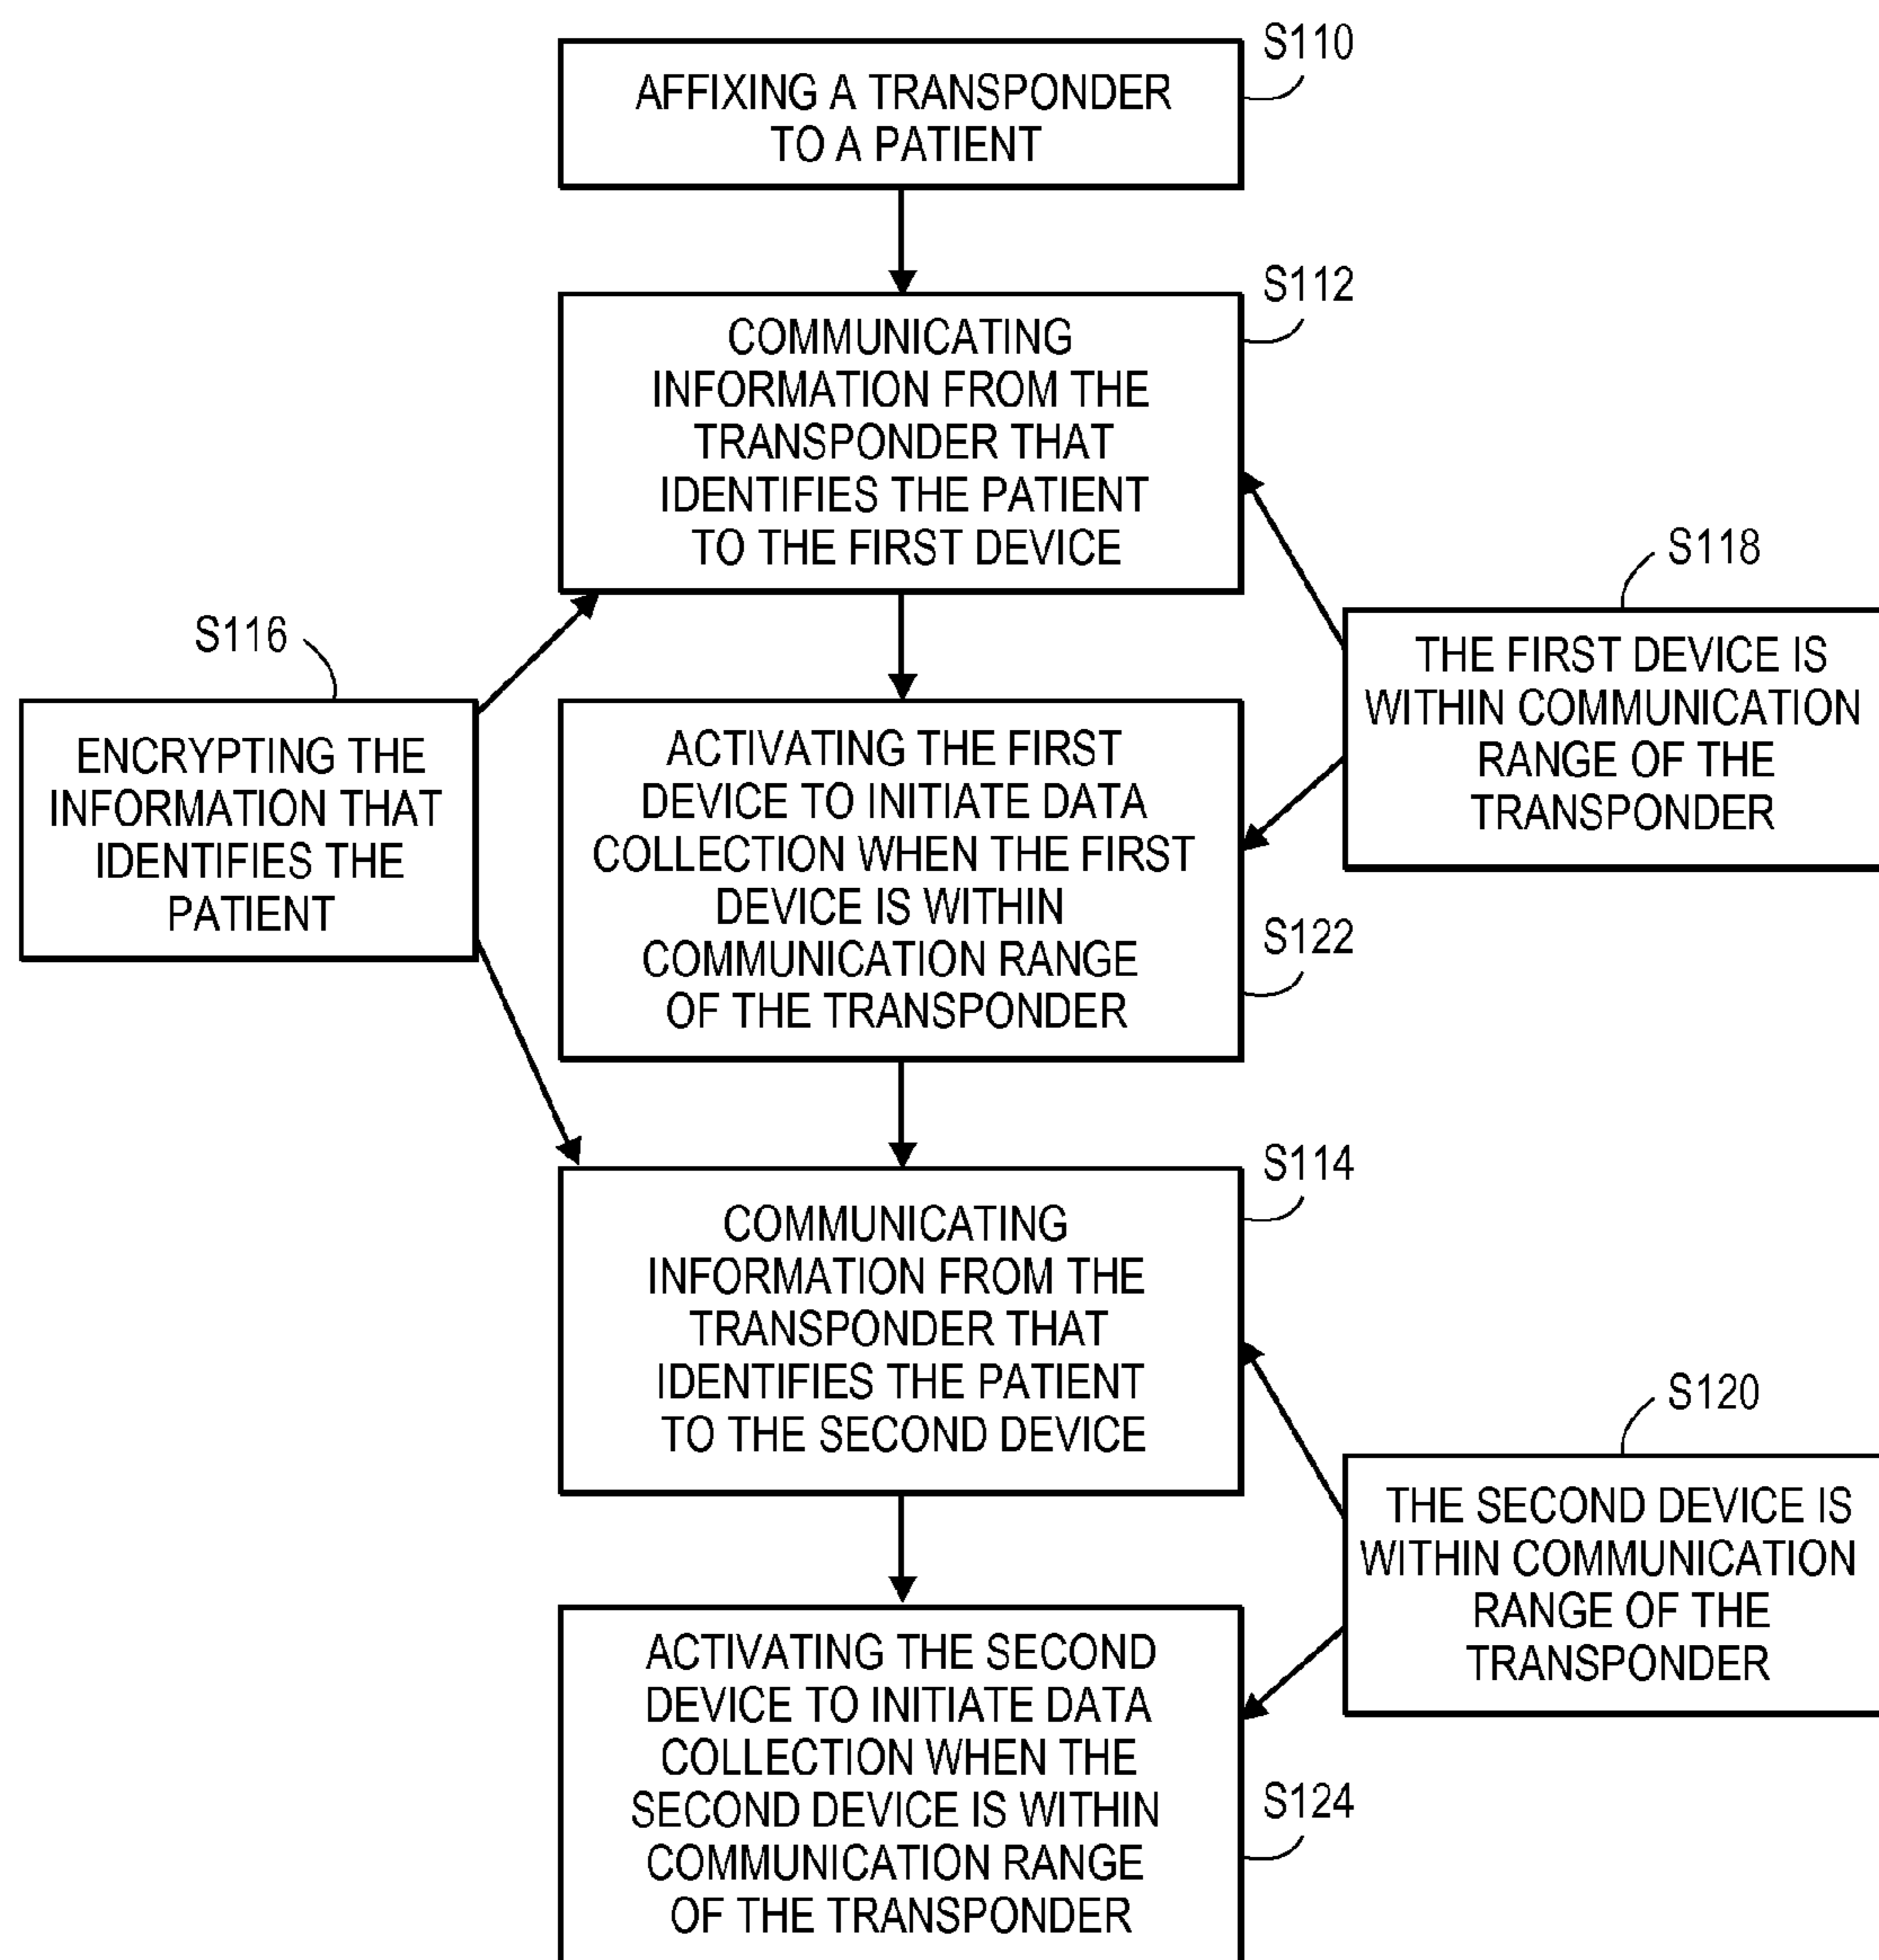 S110
AFFIXING A TRANSPONDER
TO A PATIENT
S112
COMMUNICATING
INFORMATION FROM THE
TRANSPONDER THAT
IDENTIFIES THE PATIENT
TO THE FIRST DEVICE
S118
THE FIRST DEVICE IS
WITHIN COMMUNICATION
RANGE OF THE
TRANSPONDER
S116
ENCRYPTING THE
INFORMATION THAT
IDENTIFIES THE
PATIENT
ACTIVATING THE FIRST
DEVICE TO INITIATE DATA
COLLECTION WHEN THE FIRST
DEVICE IS WITHIN
COMMUNICATION RANGE
OF THE TRANSPONDER
S122
S114
COMMUNICATING
INFORMATION FROM THE
TRANSPONDER THAT
IDENTIFIES THE PATIENT
TO THE SECOND DEVICE
S120
THE SECOND DEVICE IS
WITHIN COMMUNICATION
RANGE OF THE
TRANSPONDER
ACTIVATING THE SECOND
DEVICE TO INITIATE DATA
COLLECTION WHEN THE
SECOND DEVICE IS WITHIN
COMMUNICATION RANGE
OF THE TRANSPONDER
S124